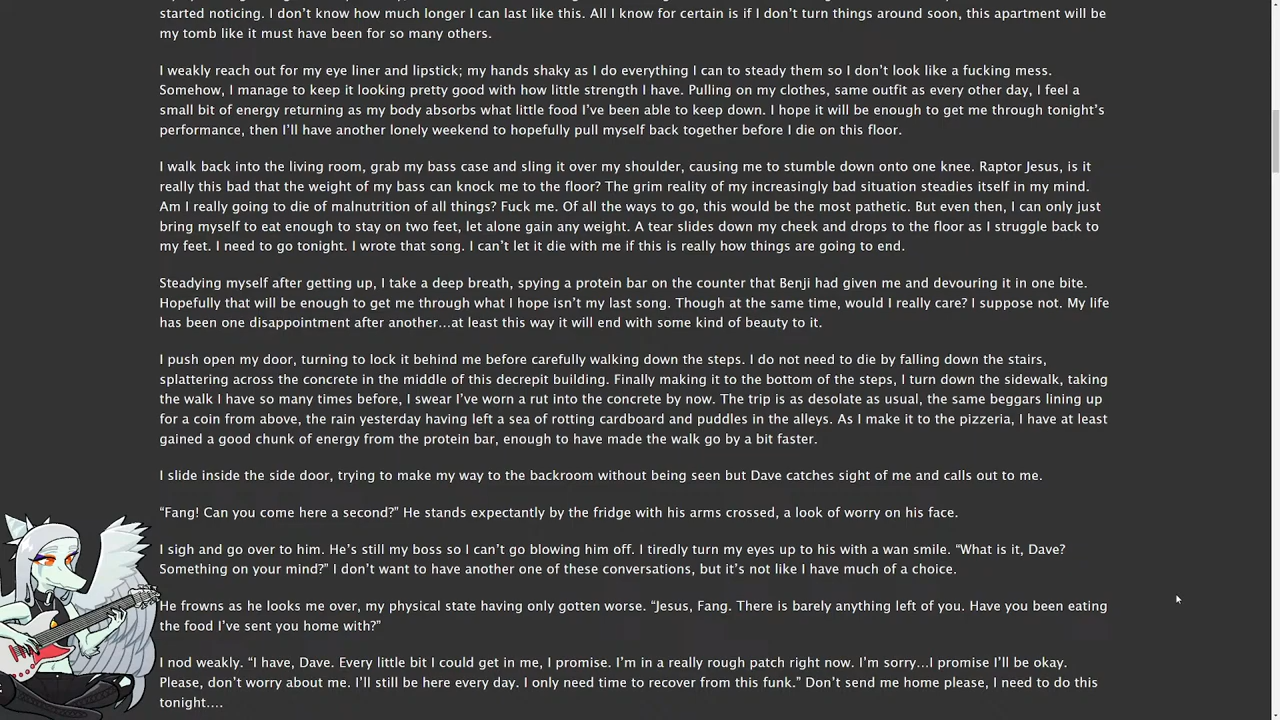 started noticing. I don’t know how much longer I can last like this. All I know for certain is if I don’t turn things around soon, this apartment will be
my tomb like it must have been for so many others.
I weakly reach out for my eye liner and lipstick; my hands shaky as I do everything I can to steady them so I don’t look like a fucking mess.
Somehow, I manage to keep it looking pretty good with how little strength I have. Pulling on my clothes, same outfit as every other day, I feel a
small bit of energy returning as my body absorbs what little food I’ve been able to keep down. I hope it will be enough to get me through tonight’s
performance, then I’ll have another lonely weekend to hopefully pull myself back together before I die on this floor.
I walk back into the living room, grab my bass case and sling it over my shoulder, causing me to stumble down onto one knee. Raptor Jesus, is it
really this bad that the weight of my bass can knock me to the floor? The grim reality of my increasingly bad situation steadies itself in my mind.
Am I really going to die of malnutrition of all things? Fuck me. Of all the ways to go, this would be the most pathetic. But even then, I can only just
bring myself to eat enough to stay on two feet, let alone gain any weight. A tear slides down my cheek and drops to the floor as I struggle back to
my feet. I need to go tonight. I wrote that song. I can’t let it die with me if this is really how things are going to end.
Steadying myself after getting up, I take a deep breath, spying a protein bar on the counter that Benji had given me and devouring it in one bite.
Hopefully that will be enough to get me through what I hope isn’t my last song. Though at the same time, would I really care? I suppose not. My life
has been one disappointment after another…at least this way it will end with some kind of beauty to it.
I push open my door, turning to lock it behind me before carefully walking down the steps. I do not need to die by falling down the stairs,
splattering across the concrete in the middle of this decrepit building. Finally making it to the bottom of the steps, I turn down the sidewalk, taking
the walk I have so many times before, I swear I’ve worn a rut into the concrete by now. The trip is as desolate as usual, the same beggars lining up
for a coin from above, the rain yesterday having left a sea of rotting cardboard and puddles in the alleys. As I make it to the pizzeria, I have at least
gained a good chunk of energy from the protein bar, enough to have made the walk go by a bit faster.
I slide inside the side door, trying to make my way to the backroom without being seen but Dave catches sight of me and calls out to me.
“Fang! Can you come here a second?” He stands expectantly by the fridge with his arms crossed, a look of worry on his face.
I sigh and go over to him. He’s still my boss so I can’t go blowing him off. I tiredly turn my eyes up to his with a wan smile. “What is it, Dave?
Something on your mind?” I don’t want to have another one of these conversations, but it’s not like I have much of a choice.
He frowns as he looks me over, my physical state having only gotten worse. “Jesus, Fang. There is barely anything left of you. Have you been eating
the food I’ve sent you home with?”
I nod weakly. “I have, Dave. Every little bit I could get in me, I promise. I’m in a really rough patch right now. I’m sorry…I promise I’ll be okay.
Please, don’t worry about me. I’ll still be here every day. I only need time to recover from this funk.” Don’t send me home please, I need to do this
tonight….